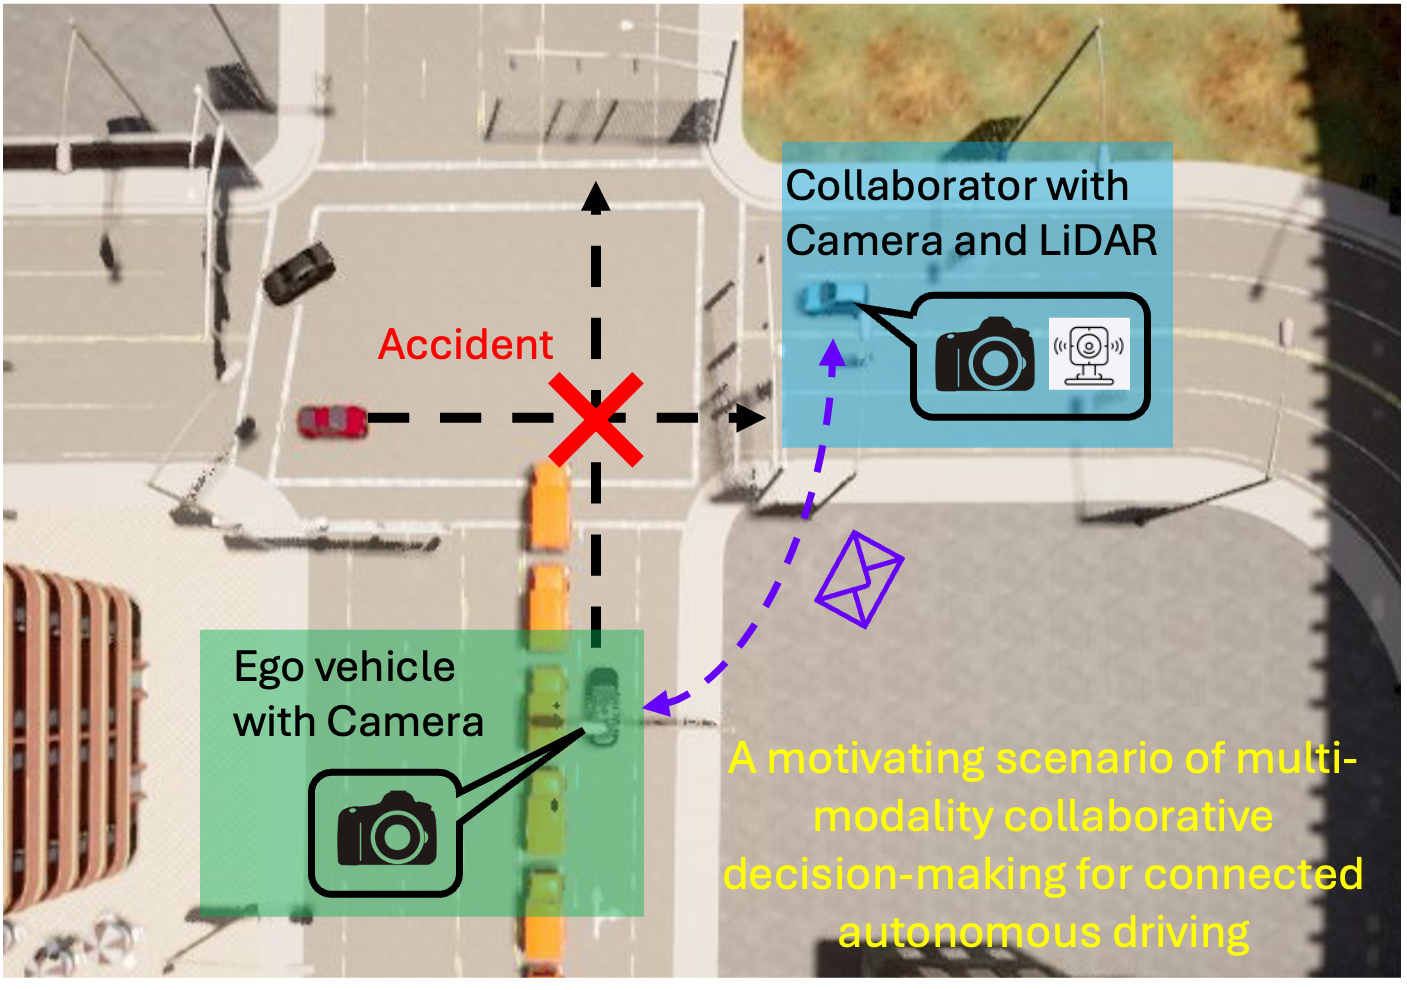 Collaborator with
Camera and LiDAR
Accident
Ego vehicle
with Camera
A motivating scenario of multi-
modality collaborative
decision-making for connected
autonomous driving